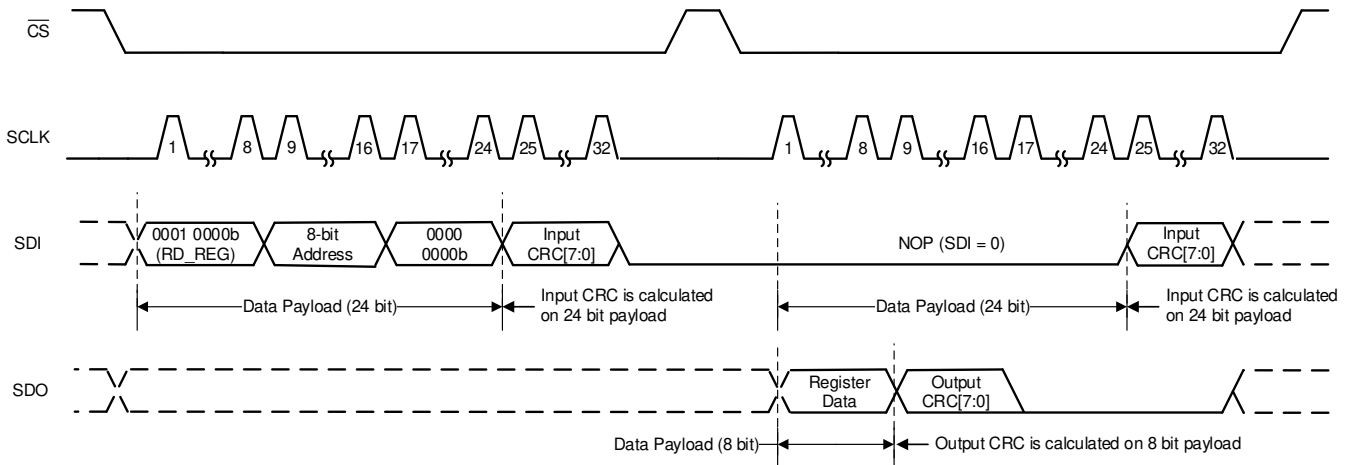 CS
SCLK
1 8 9 16 17 24 25 32 1 8 9 16 17 24 25 32
SDI
0001 0000b
(RD_REG)
8-bit
Address
0000
0000b
Input
CRC[7:0]
NOP (SDI = 0)
Input
CRC[7:0]
Data Payload (24 bit)
Input CRC is calculated
on 24 bit payload
Data Payload (24 bit)
Input CRC is calculated
on 24 bit payload
SDO
Register
Data
Output
CRC[7:0]
Data Payload (8 bit)
Output CRC is calculated on 8 bit payload